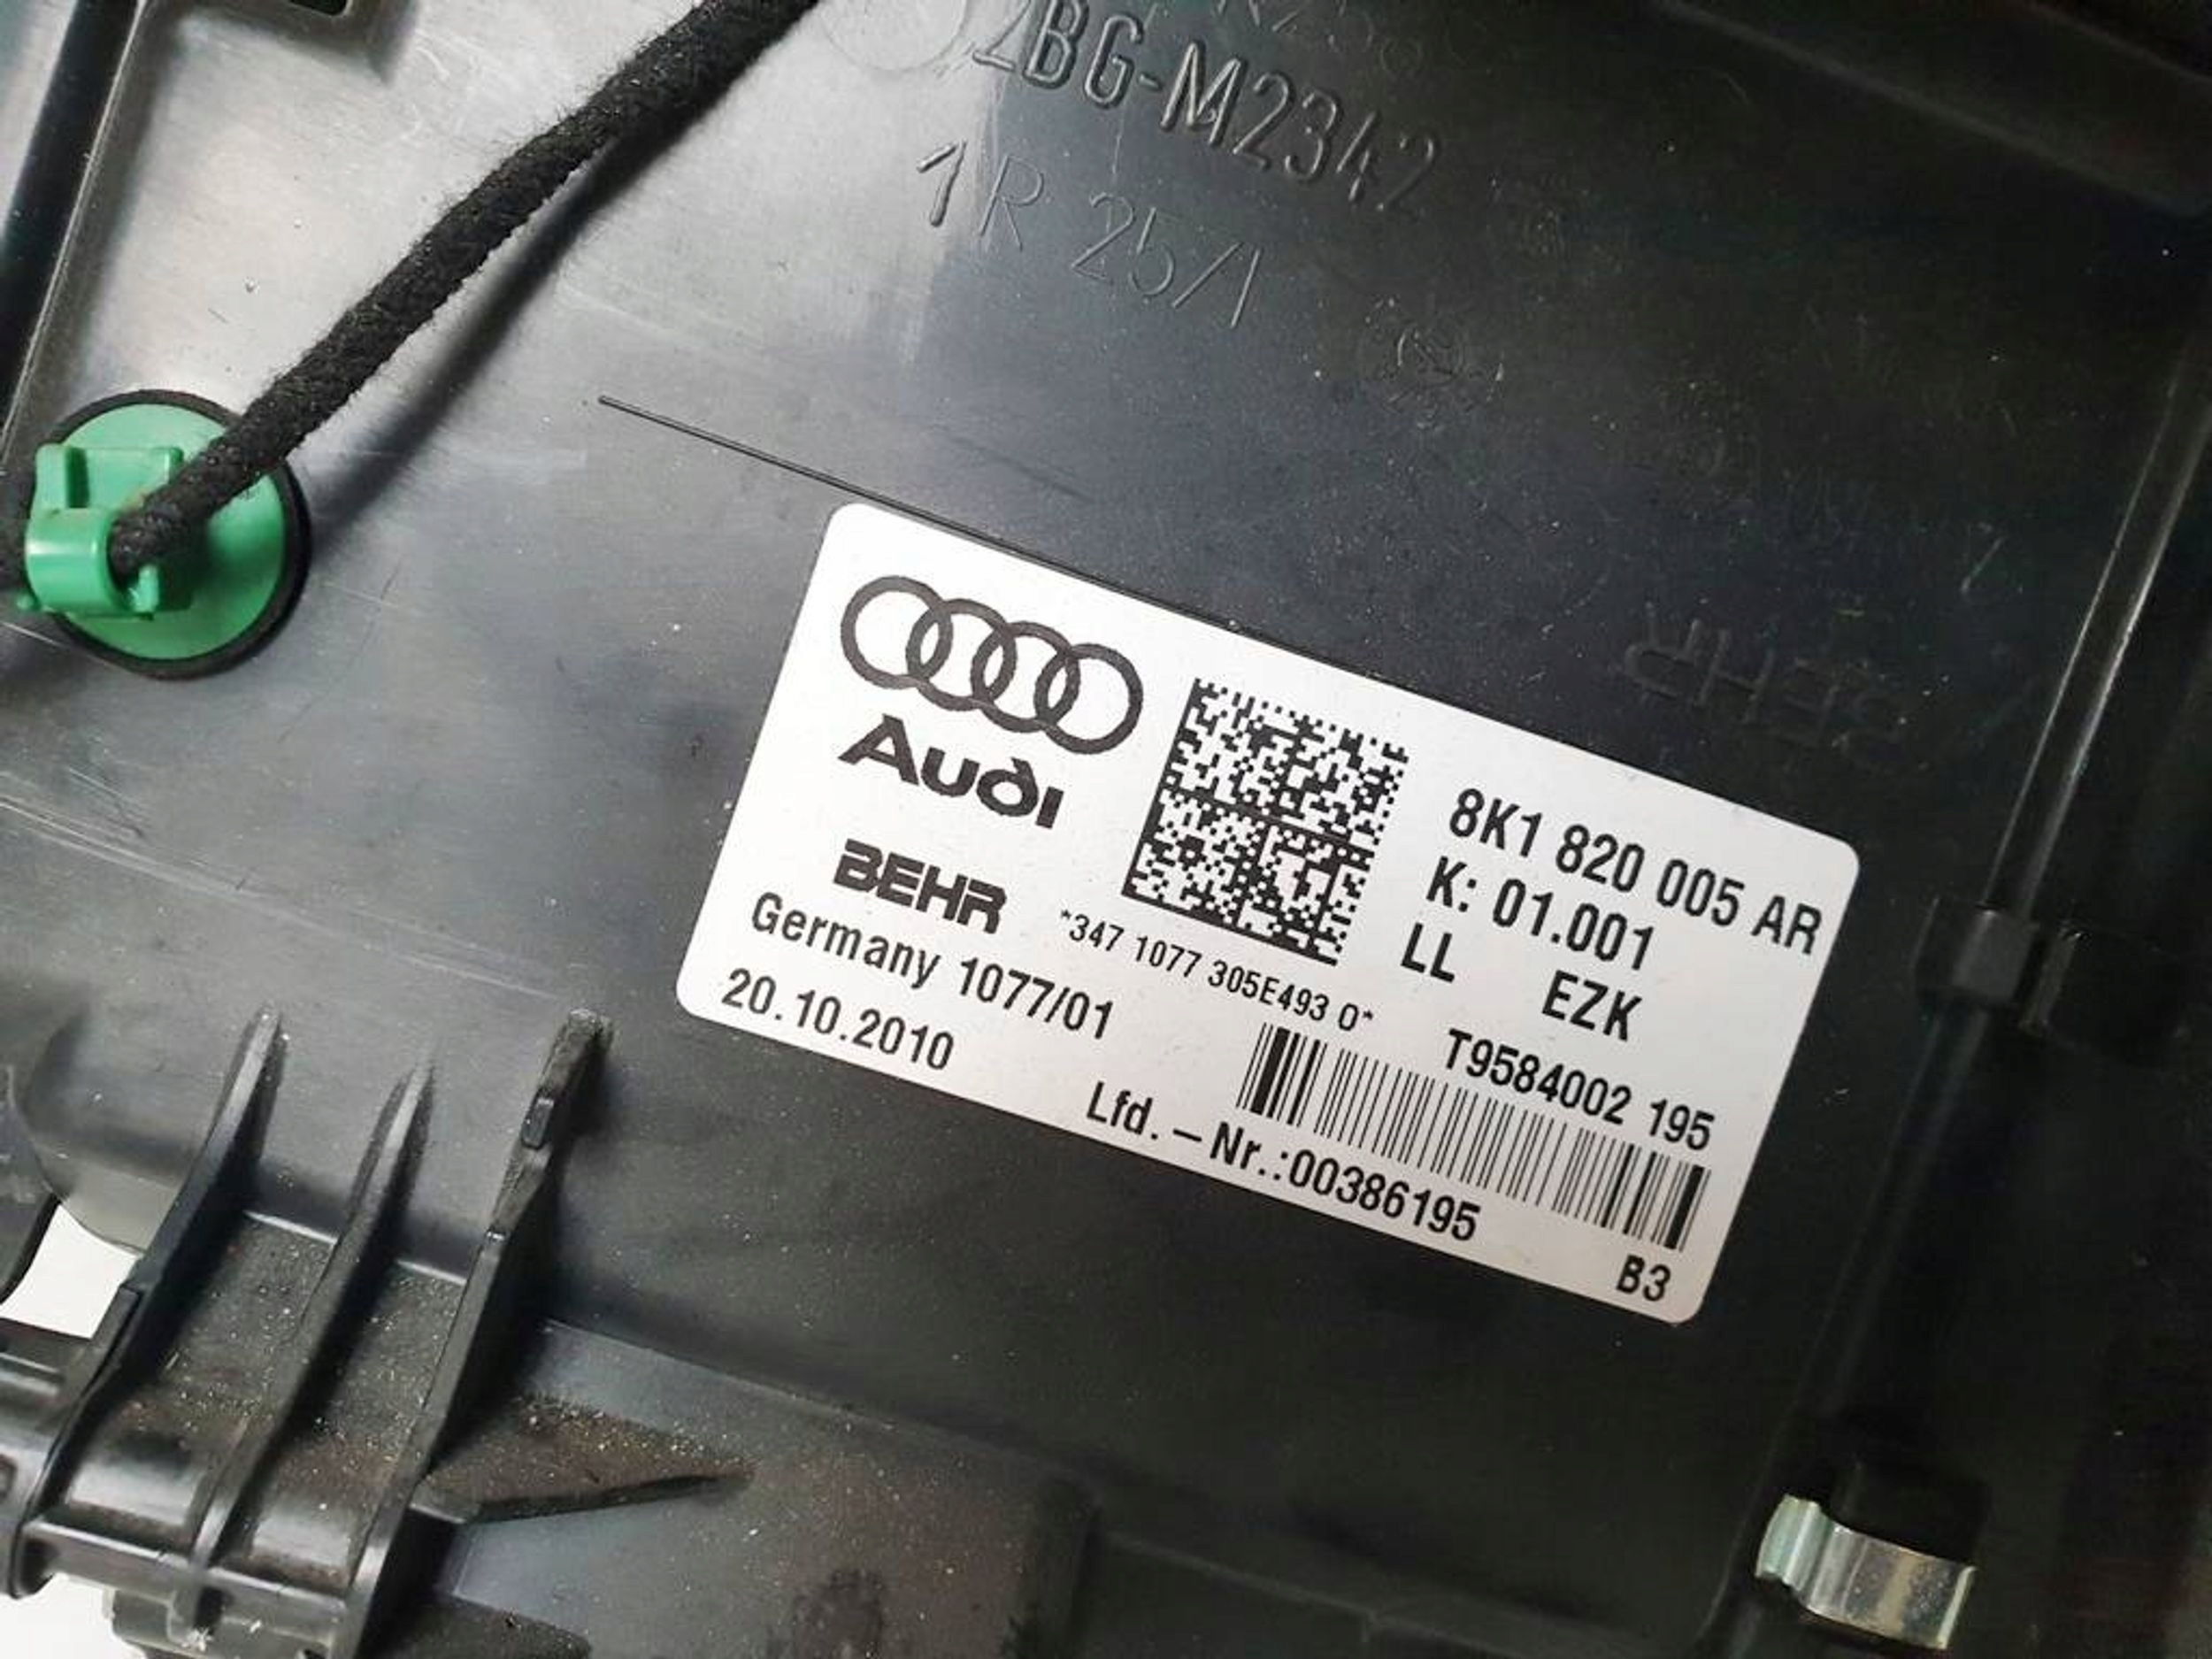 2BG-M2342
1 R 25/1
BEHR
Audi
BEHR
Germany 1077/01
20.10.2010
*347 1077 305E493 0*
8K1 820 005 AR
K: 01.001
LL EZK
T9584002 195
Lfd. – Nr.:00386195
B3